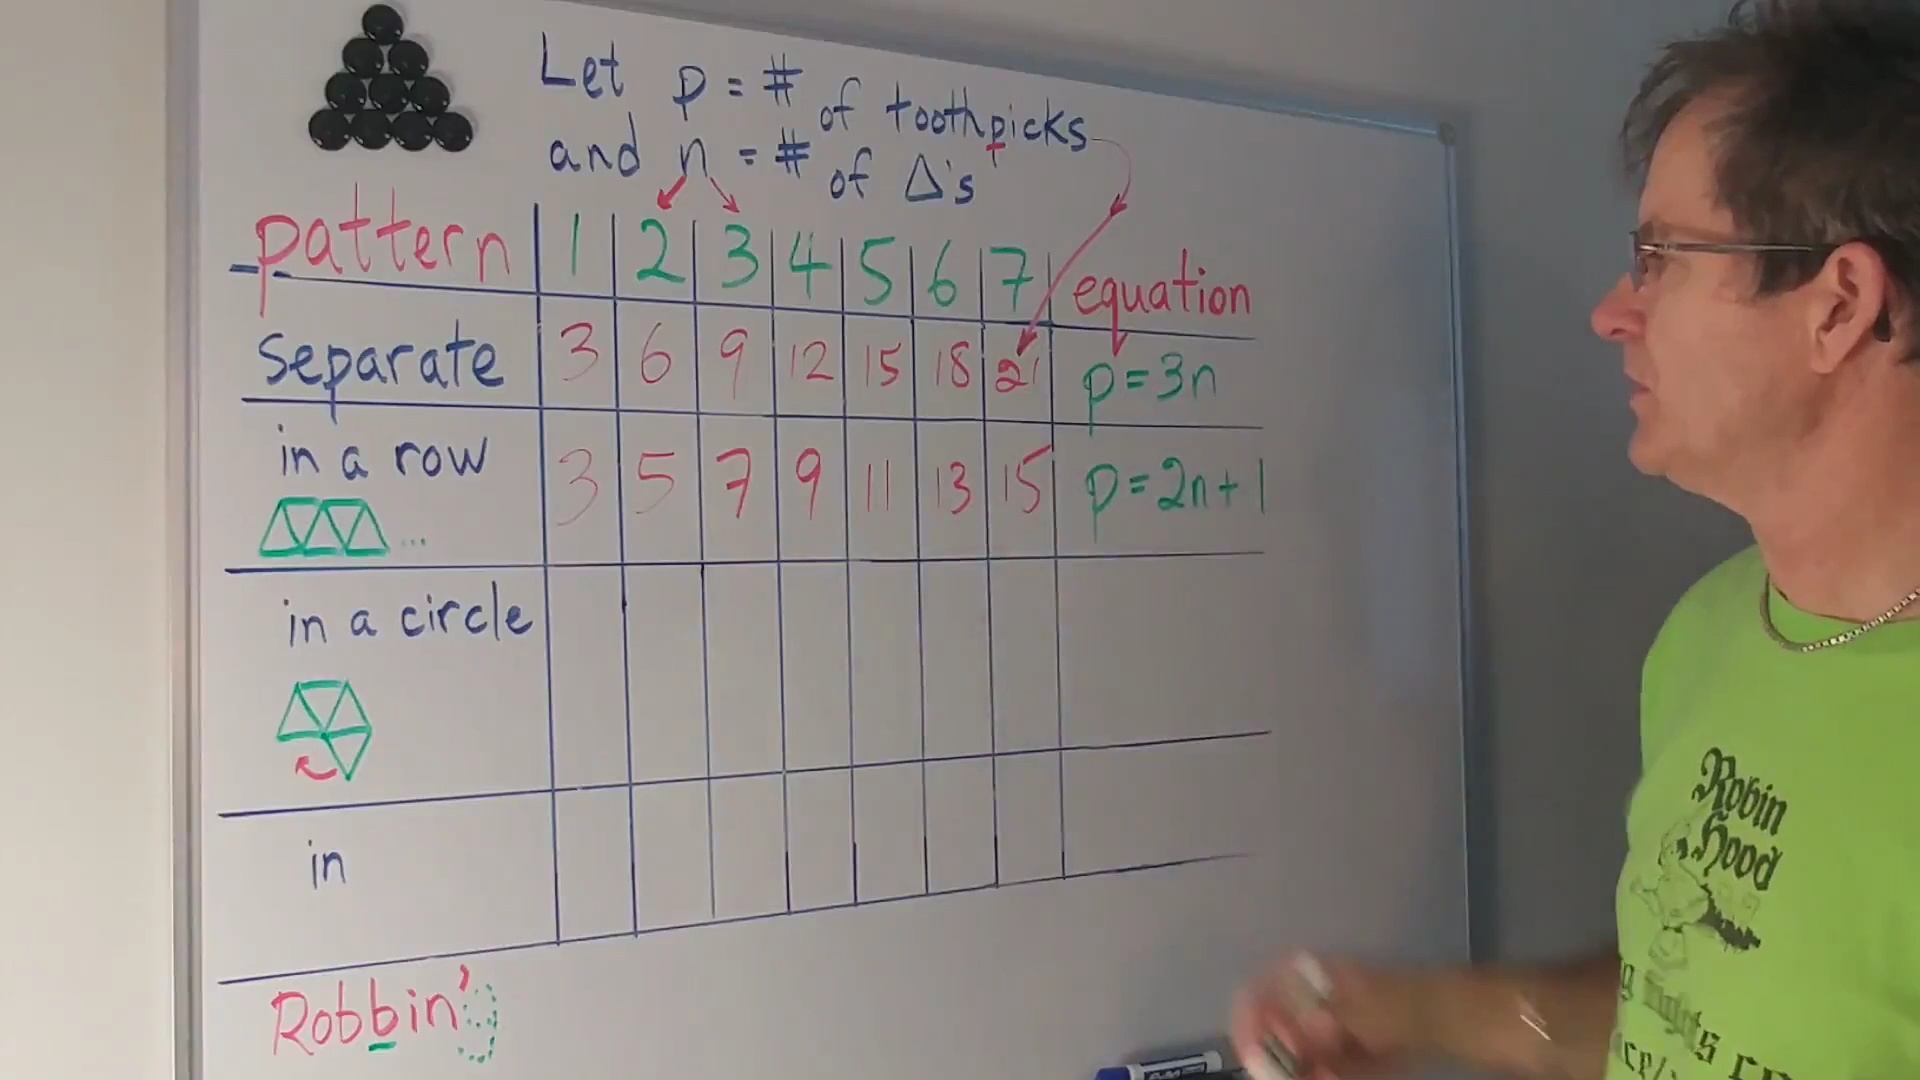 Let p = # of toothpicks
and n = # of Δ's
pattern 1 2 3 4 5 6 7 equation
separate 3 6 9 12 15 18 21 p = 3n
in a row 3 5 7 9 11 13 15 p = 2n + 1
...
in a circle
in
Robbin'g
Robin
Hood